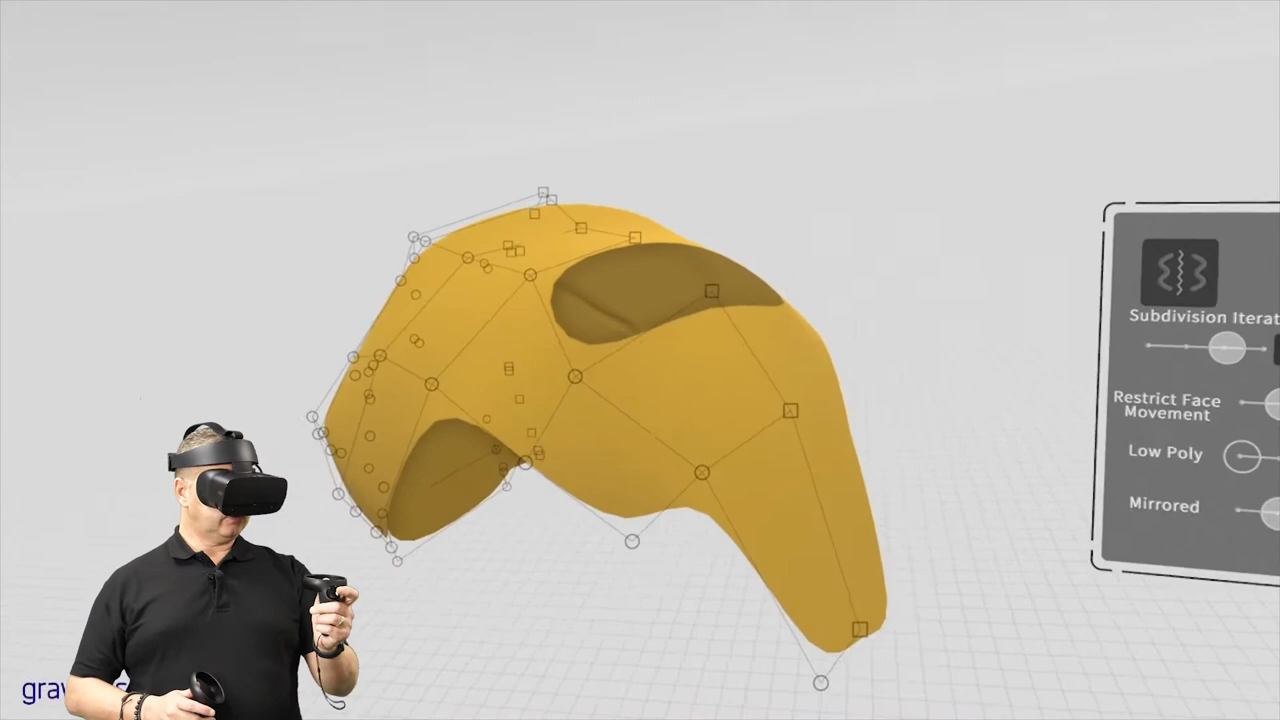 Subdivision Iterat
Restrict Face
Movement
Low Poly
Mirrored
grav